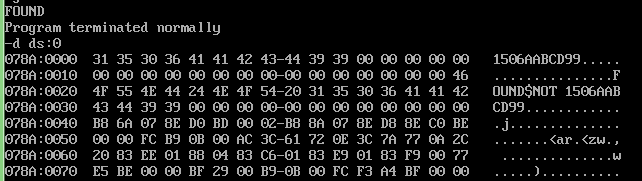 FOUND
Program terminated normally
-d ds:0
078A:0000 31 35 30 36 41 41 42 43-44 39 39 00 00 00 00 00 1506AABCD99.....
078A:0010 00 00 00 00 00 00 00 00-00 00 00 00 00 00 00 46 ...............F
078A:0020 4F 55 4E 44 24 4E 4F 54-20 31 35 30 36 41 41 42 OUND$NOT 1506AAB
078A:0030 43 44 39 39 00 00 00 00-00 00 00 00 00 00 00 00 CD99............
078A:0040 B8 6A 07 8E D0 BD 00 02-B8 8A 07 8E D8 8E C0 BE .j..............
078A:0050 00 00 FC B9 0B 00 AC 3C-61 72 0E 3C 7A 77 0A 2C .......<ar.<zw.,
078A:0060 20 83 EE 01 88 04 83 C6-01 83 E9 01 83 F9 00 77 ...............w
078A:0070 E5 BE 00 00 BF 29 00 B9-0B 00 FC F3 A4 BF 00 00 .....)..........